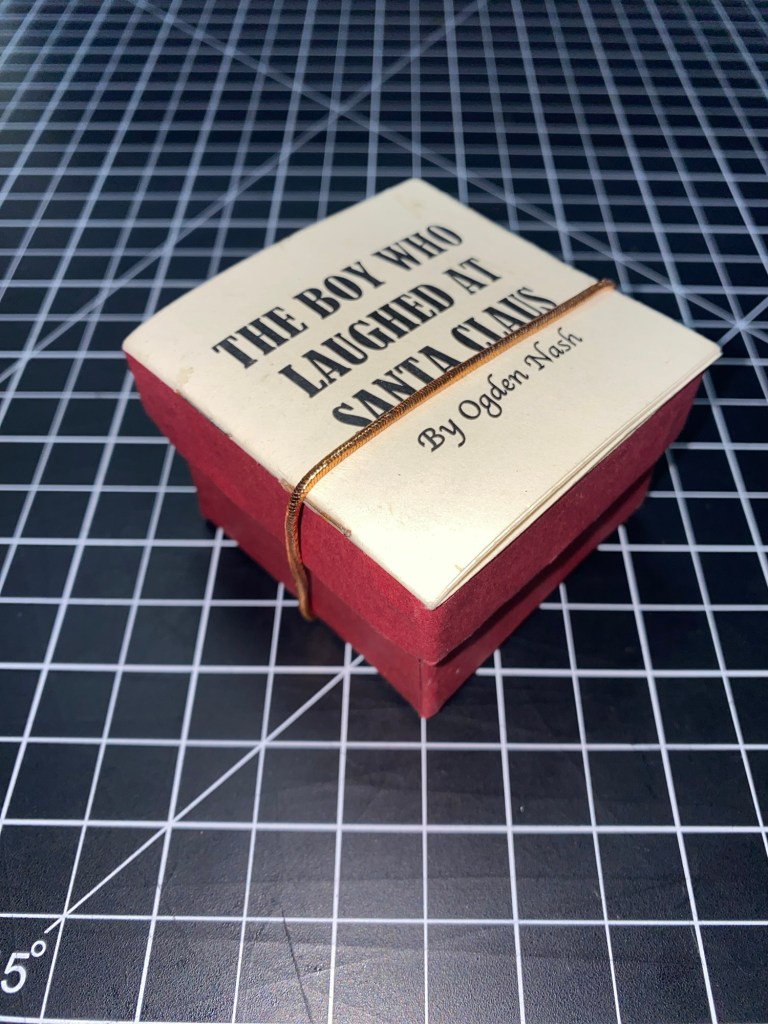 THE BOY WHO
LAUGHED AT
SANTA CLAUS
By Ogden Nash
5°